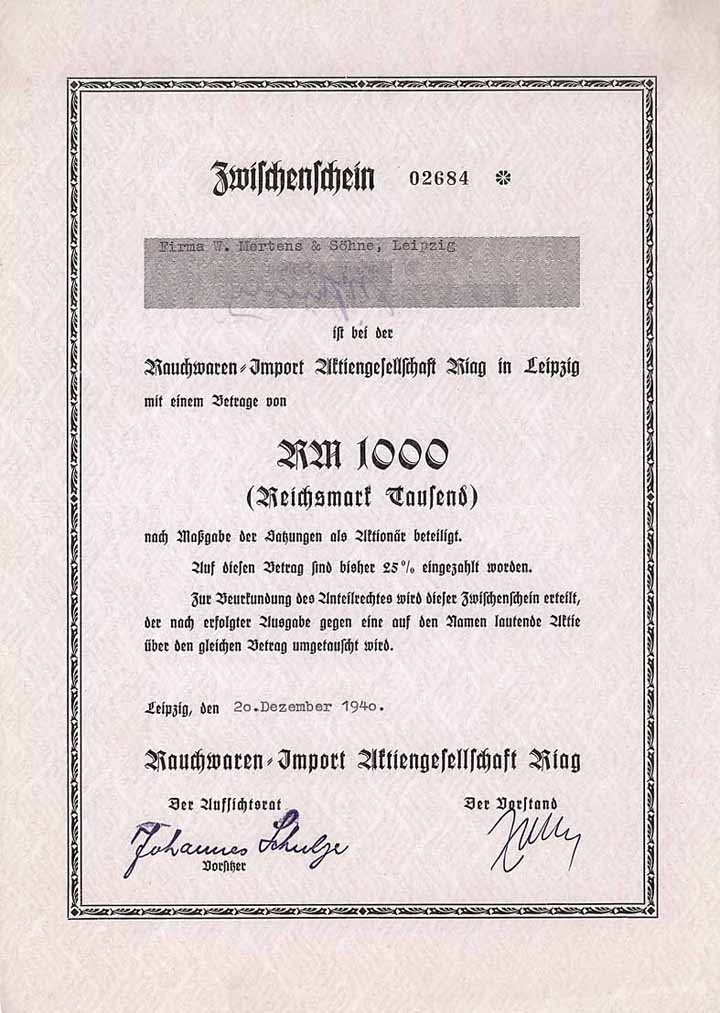 Zwischenschein 02684
Firma W. Mertens & Söhne, Leipzig
ist bei der
Rauchwaren-Import Aktiengesellschaft Riag in Leipzig
mit einem Betrage von
RM 1000
(Reichsmark Tausend)
nach Maßgabe der Satzungen als Aktionär beteiligt.
Auf diesen Betrag sind bisher 25% eingezahlt worden.
Zur Beurkundung des Anteilrechtes wird dieser Zwischenschein erteilt,
der nach erfolgter Ausgabe gegen eine auf den Namen lautende Aktie
über den gleichen Betrag umgetauscht wird.
Leipzig, den 20.Dezember 1940.
Rauchwaren-Import Aktiengesellschaft Riag
Der Aufsichtsrat Der Vorstand
Johannes Schulze
Vorsitzer